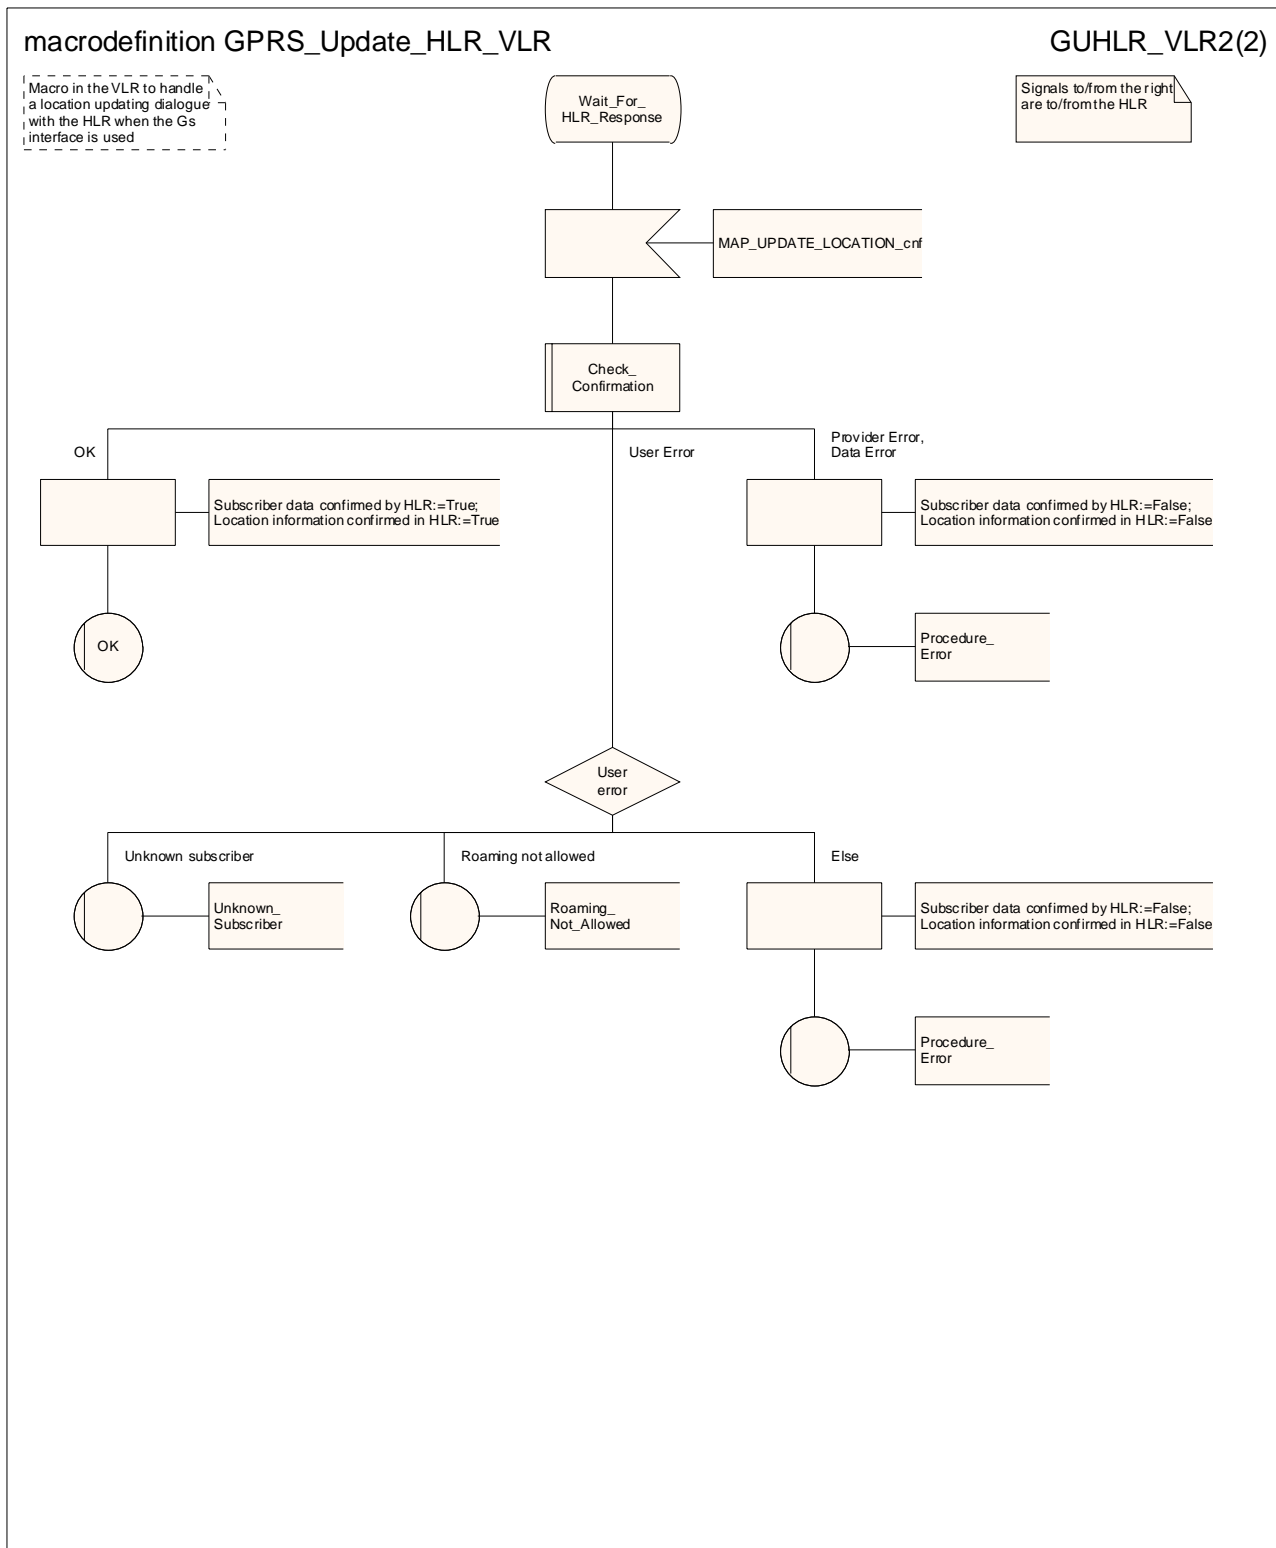 macrodefinition GPRS_Update_HLR_VLR
GUHLR_VLR2(2)
Macro in the VLR to handle
a location updating dialogue
with the HLR when the Gs
interface is used
Wait_For_
HLR_Response
Signals to/from the right
are to/from the HLR
MAP_UPDATE_LOCATION_cnf
Check_
Confirmation
OK
User Error
Provider Error,
Data Error
Subscriber data confirmed by HLR:=True;
Location information confirmed in HLR:=True
Subscriber data confirmed by HLR:=False;
Location information confirmed in HLR:=False
OK
Procedure_
Error
User
error
Unknown subscriber
Roaming not allowed
Else
Unknown_
Subscriber
Roaming_
Not_Allowed
Subscriber data confirmed by HLR:=False;
Location information confirmed in HLR:=False
Procedure_
Error